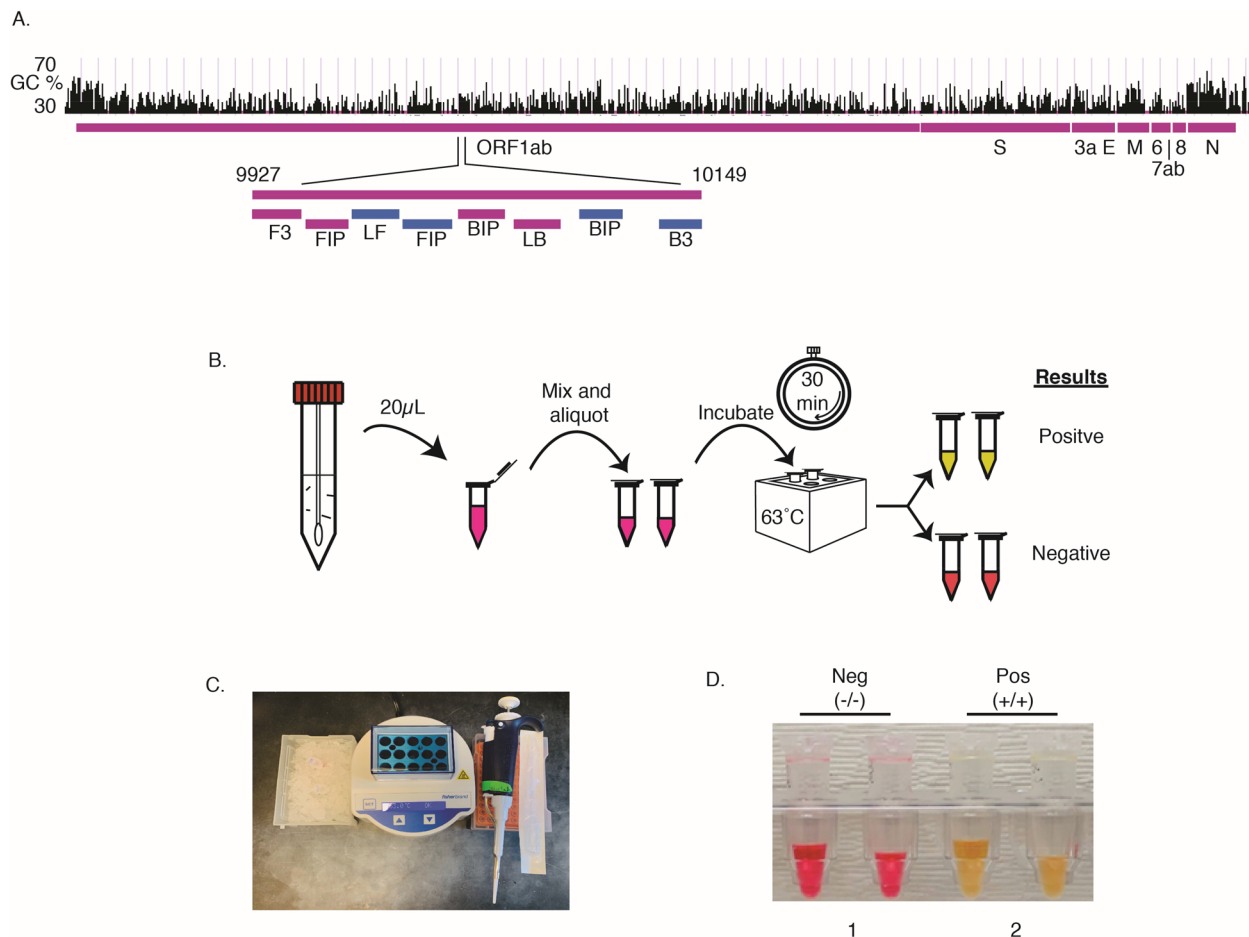 A.
70
GC %
30
ORF1ab
S
3a E M 6 8 N
7ab
9927
10149
F3
FIP
LF
FIP
BIP
LB
BIP
B3
B.
20µL
Mix and
aliquot
Incubate
30
min
63°C
Results
Positve
Negative
C.
fisherbrand
D.
Neg
(-/-)
Pos
(+/+)
1
2